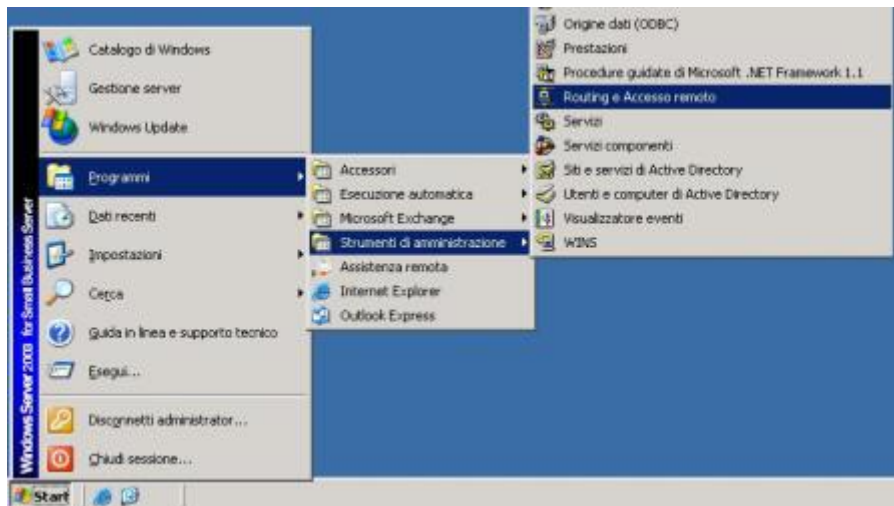 Catalogo di Windows
Gestione server
Windows Update
Programmi
Dati recenti
Impostazioni
Cerca
Guida in linea e supporto tecnico
Esegui...
Disconnetti administrator...
Chiudi sessione...
Windows Server 2003 for Small Business Server
Start
Accessori
Esecuzione automatica
Microsoft Exchange
Strumenti di amministrazione
Assistenza remota
Internet Explorer
Outlook Express
Origine dati (ODBC)
Prestazioni
Procedure guidate di Microsoft .NET Framework 1.1
Routing e Accesso remoto
Servizi
Servizi componenti
Siti e servizi di Active Directory
Utenti e computer di Active Directory
Visualizzatore eventi
WINS